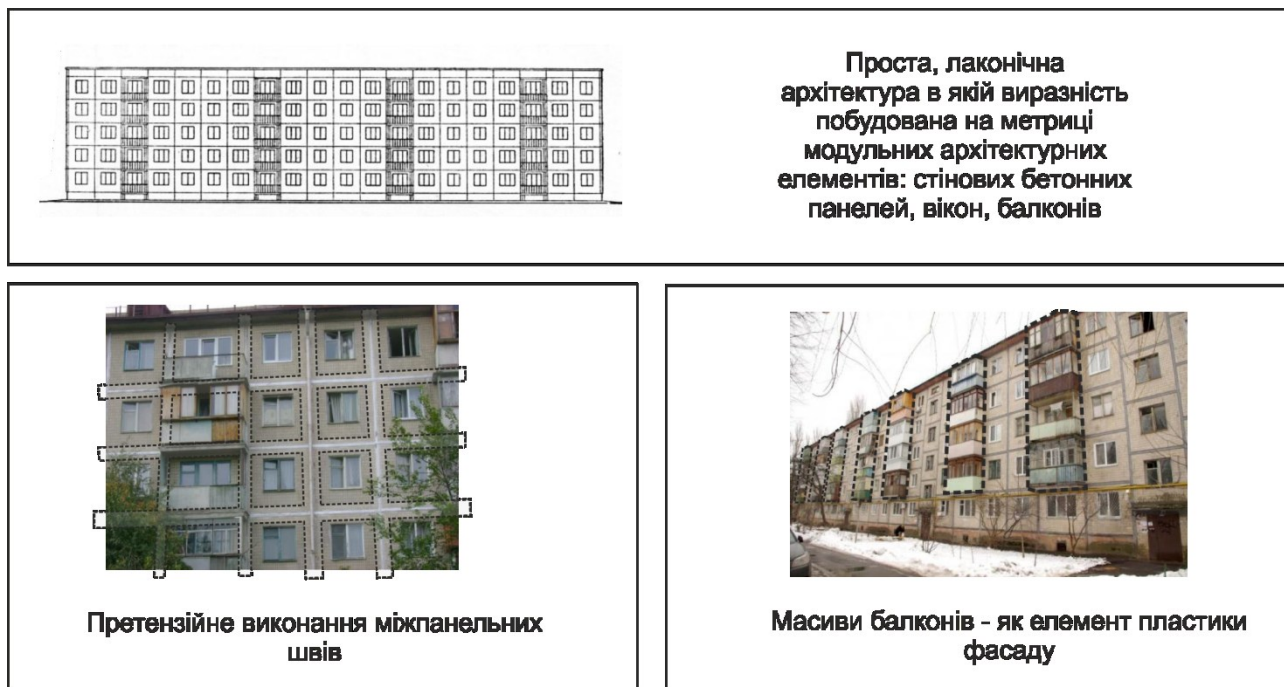 Проста, лаконічна
архітектура в якій виразність
побудована на метриці
модульних архітектурних
елементів: стінових бетонних
панелей, вікон, балконів
Претензійне виконання міжпанельних
швів
Масиви балконів - як елемент пластики
фасаду